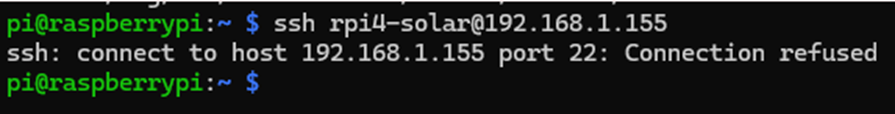 pi@raspberrypi:~ $ ssh rpi4-solar@192.168.1.155
ssh: connect to host 192.168.1.155 port 22: Connection refused
pi@raspberrypi:~ $